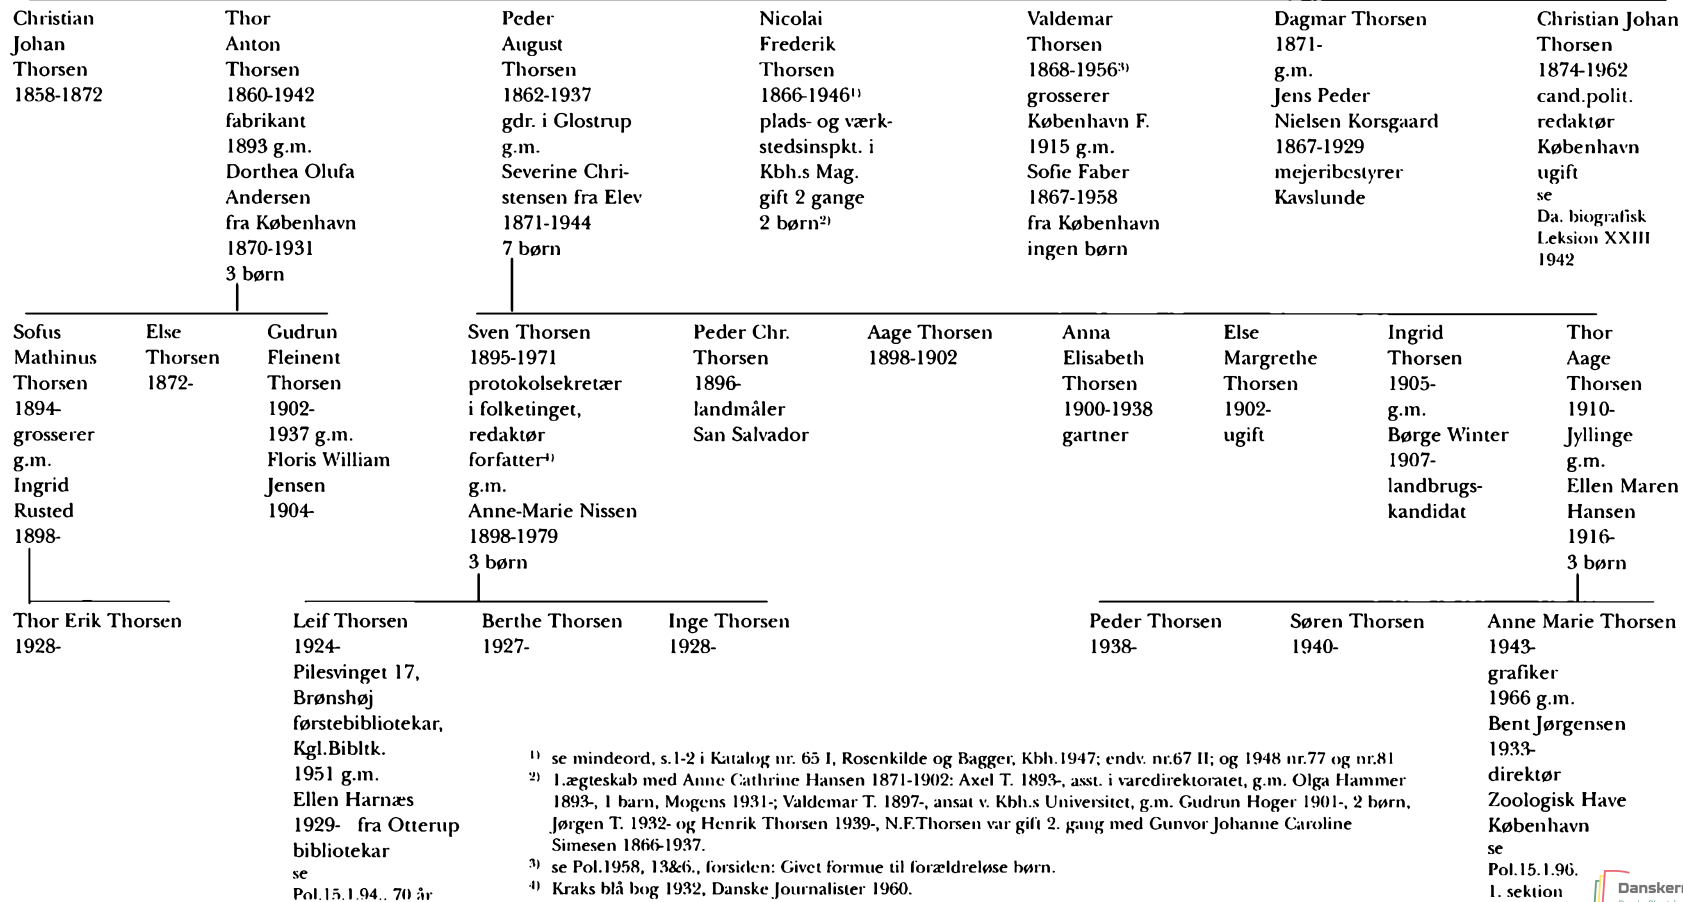 Christian
Johan
Thorsen
1858-1872
Thor
Anton
Thorsen
1860-1942
fabrikant
1893 g.m.
Dorthea Olufa
Andersen
fra København
1870-1931
3 børn
Peder
August
Thorsen
1862-1937
gdr. i Glostrup
g.m.
Severine Chri-
stensen fra Elev
1871-1944
7 børn
Nicolai
Frederik
Thorsen
1866-1946¹⁾
plads- og værk-
stedsinspkt. i
Kbh.s Mag.
gift 2 gange
2 børn²⁾
Valdemar
Thorsen
1868-1956³⁾
grosserer
København F.
1915 g.m.
Sofie Faber
1867-1958
fra København
ingen børn
Dagmar Thorsen
1871-
g.m.
Jens Peder
Nielsen Korsgaard
1867-1929
mejeribestyrer
Kavslunde
Christian Johan
Thorsen
1874-1962
cand.polit.
redaktør
København
ugift
se
Da. biografisk
Leksion XXIII
1942
Sofus
Mathinus
Thorsen
1894-
grosserer
g.m.
Ingrid
Rusted
1898-
Else
Thorsen
1872-
Gudrun
Fleinent
Thorsen
1902-
1937 g.m.
Floris William
Jensen
1904-
Sven Thorsen
1895-1971
protokolsekretær
i folketinget,
redaktør
forfatter⁴⁾
g.m.
Anne-Marie Nissen
1898-1979
3 børn
Peder Chr.
Thorsen
1896-
landmåler
San Salvador
Aage Thorsen
1898-1902
Anna
Elisabeth
Thorsen
1900-1938
gartner
Else
Margrethe
Thorsen
1902-
ugift
Ingrid
Thorsen
1905-
g.m.
Børge Winter
1907-
landbrugs-
kandidat
Thor
Aage
Thorsen
1910-
Jyllinge
g.m.
Ellen Maren
Hansen
1916-
3 børn
Thor Erik Thorsen
1928-
Leif Thorsen
1924-
Pilesvinget 17,
Brønshøj
førstebibliotekar,
Kgl.Bibltk.
1951 g.m.
Ellen Harnæs
1929- fra Otterup
bibliotekar
se
Pol.15.1.94., 70 år
Berthe Thorsen
1927-
Inge Thorsen
1928-
Peder Thorsen
1938-
Søren Thorsen
1940-
Anne Marie Thorsen
1943-
grafiker
1966 g.m.
Bent Jørgensen
1933-
direktør
Zoologisk Have
København
se
Pol.15.1.96.
1. sektion
¹⁾ se mindeord, s.1-2 i Katalog nr. 65 I, Rosenkilde og Bagger, Kbh.1947; endv. nr.67 II; og 1948 nr.77 og nr.81
²⁾ 1.ægteskab med Anne Cathrine Hansen 1871-1902: Axel T. 1893-, asst. i varedirektoratet, g.m. Olga Hammer
1893-, 1 barn, Mogens 1931-; Valdemar T. 1897-, ansat v. Kbh.s Universitet, g.m. Gudrun Hoger 1901-, 2 børn,
Jørgen T. 1932- og Henrik Thorsen 1939-, N.F.Thorsen var gift 2. gang med Gunvor Johanne Caroline
Simesen 1866-1937.
³⁾ se Pol.1958, 13&6., forsiden: Givet formue til forældreløse børn.
⁴⁾ Kraks blå bog 1932, Danske Journalister 1960.